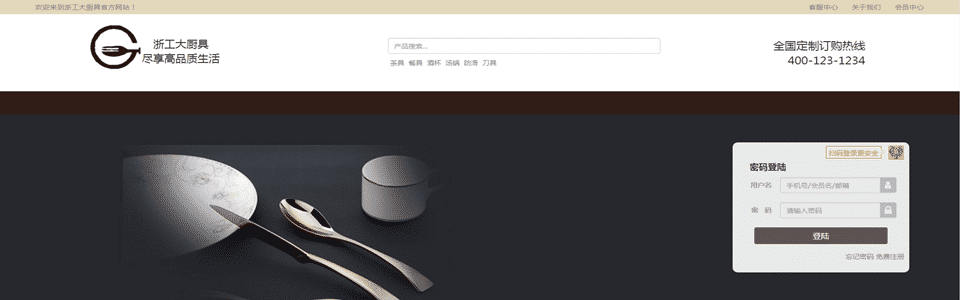 欢迎来到浙工大厨具官方网站！
客服中心 关于我们 会员中心
浙工大厨具
尽享高品质生活
产品搜索...
茶具 餐具 酒杯 汤锅 跳滑 刀具
全国定制订购热线
400-123-1234
扫码登录更安全
密码登陆
用户名 手机号/会员名/邮箱
密 码 请输入密码
登陆
忘记密码 免费注册